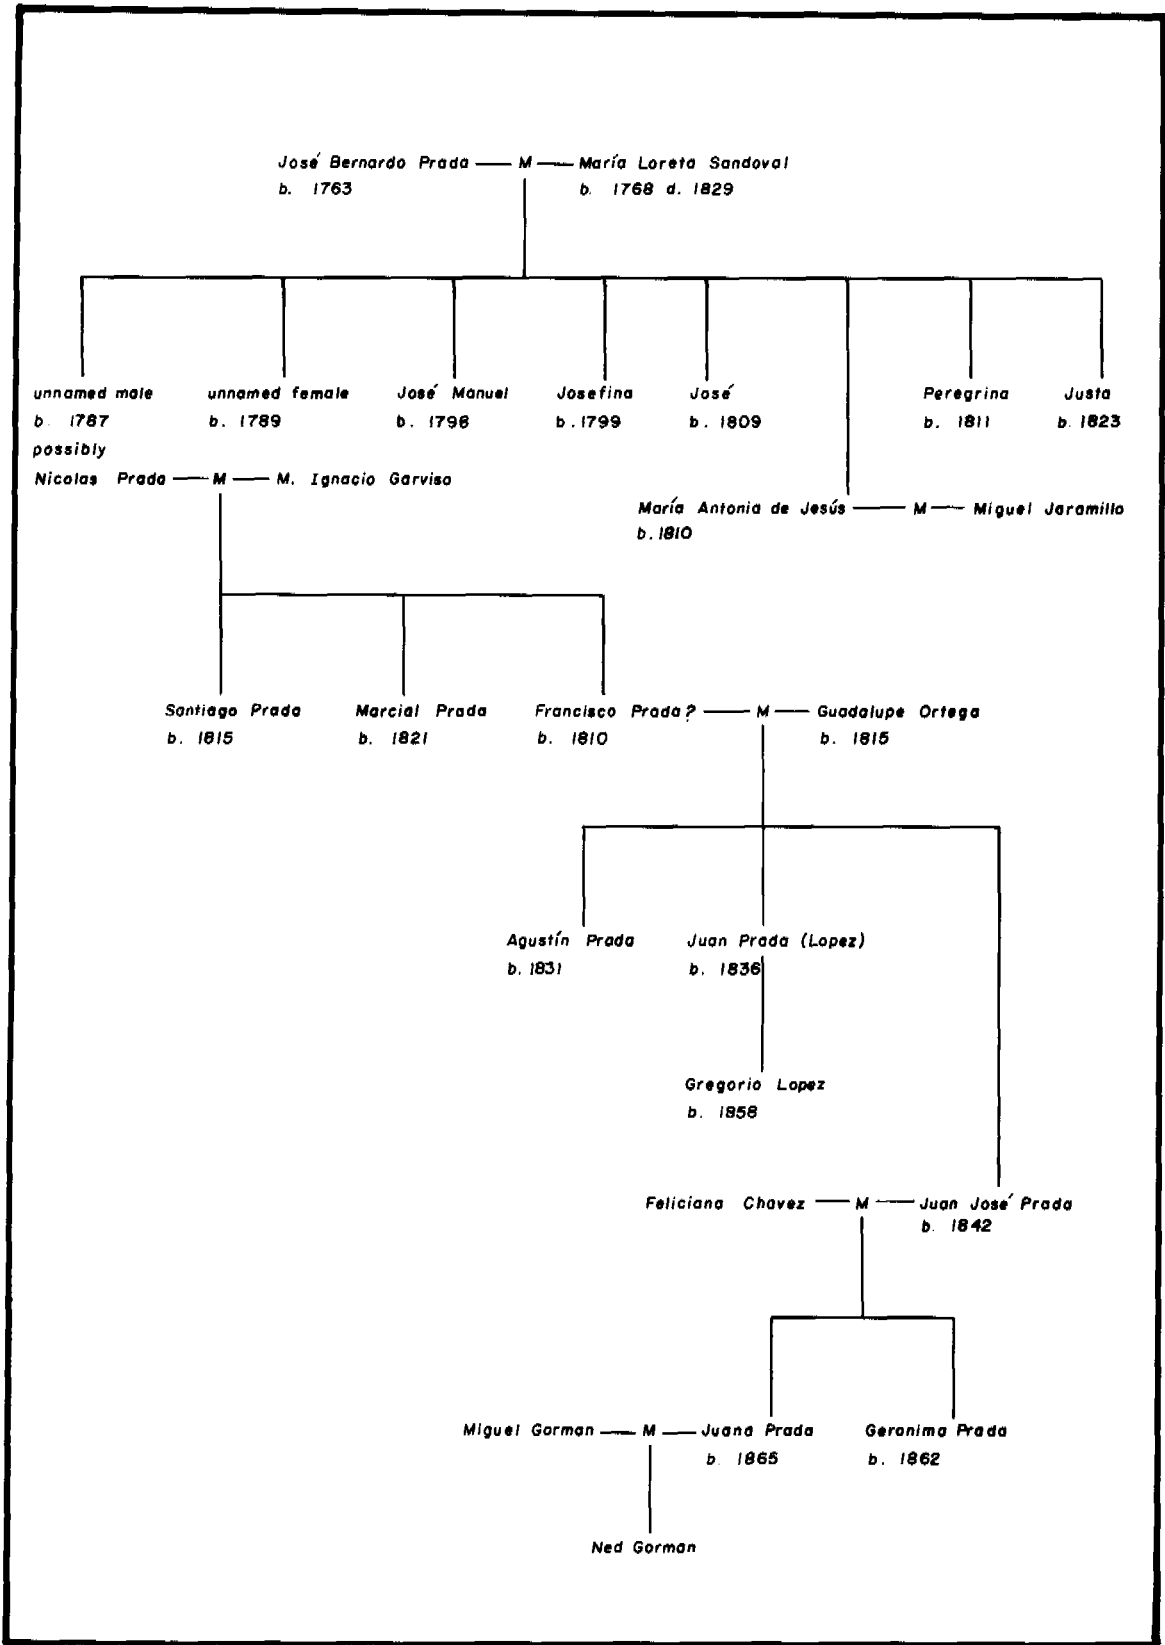 José Bernardo Prada — M — María Loreta Sandoval
b. 1763 b. 1768 d. 1829
unnamed male unnamed female José Manuel Josefina José Peregrina Justa
b. 1787 b. 1789 b. 1796 b. 1799 b. 1809 b. 1811 b. 1823
possibly
Nicolas Prada — M — M. Ignacio Garviso
María Antonia de Jesús — M — Miguel Jaramillo
b. 1810
Santiago Prada Marcial Prada Francisco Prada? — M — Guadalupe Ortega
b. 1815 b. 1821 b. 1810 b. 1815
Agustín Prada Juan Prada (Lopez)
b. 1831 b. 1836
Gregorio Lopez
b. 1858
Feliciana Chavez — M — Juan José Prada
b. 1842
Miguel Gorman — M — Juana Prada Geronima Prada
b. 1865 b. 1862
Ned Gorman